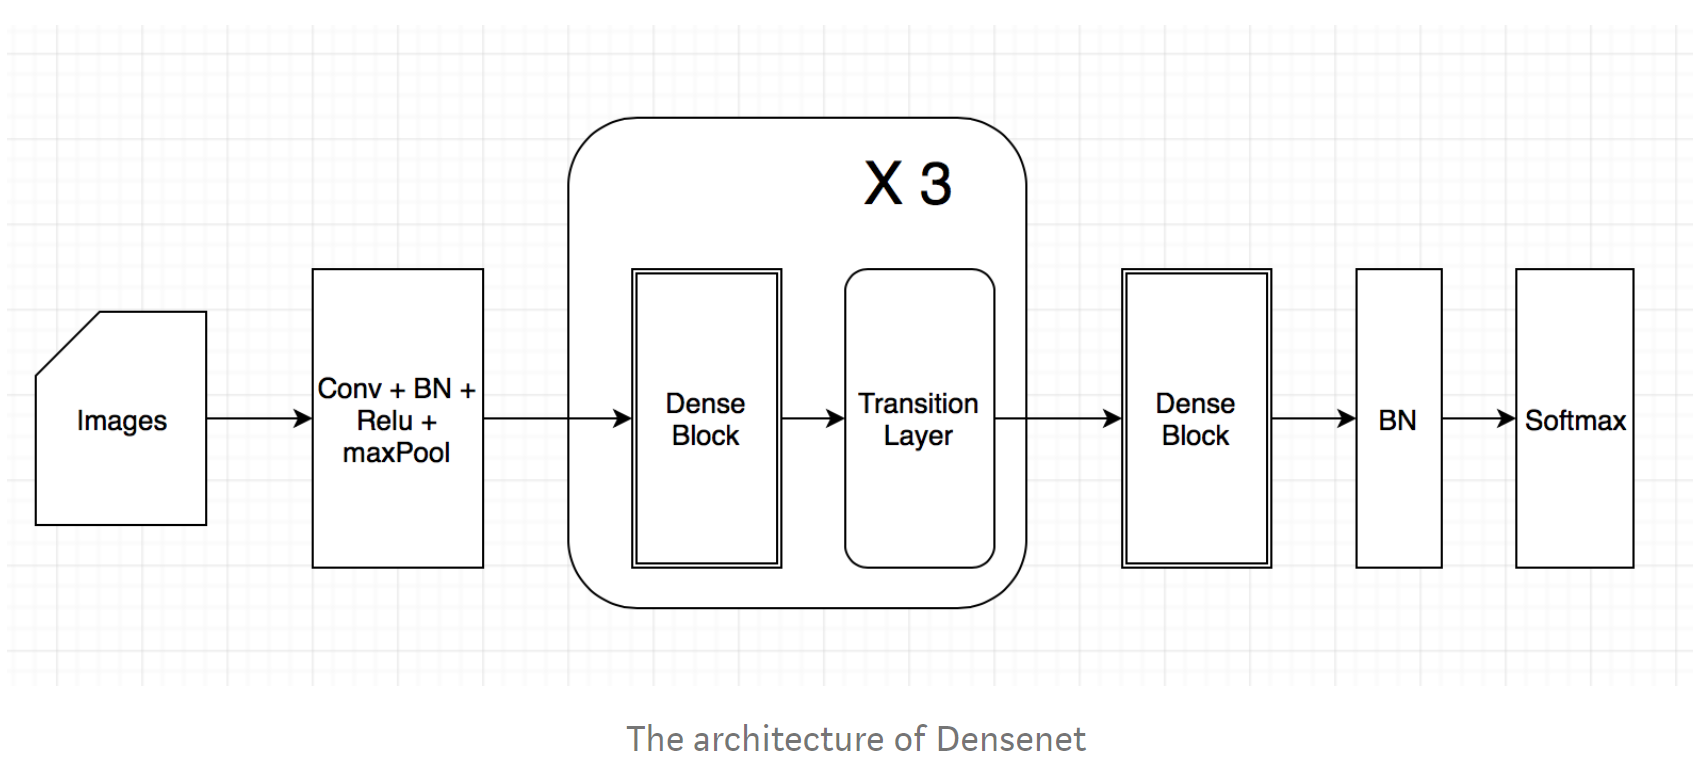 X 3
Images
Conv + BN +
Relu +
maxPool
Dense
Block
Transition
Layer
Dense
Block
BN
Softmax
The architecture of Densenet